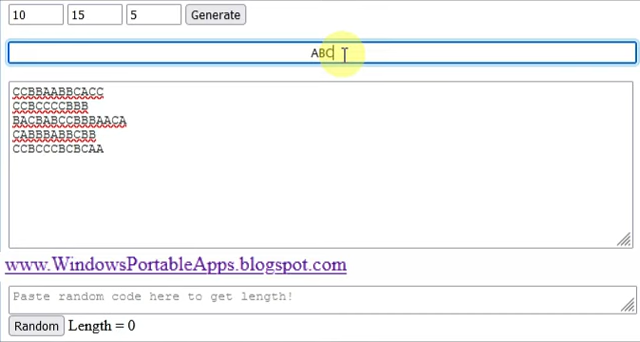 10 15 5 Generate
ABC
CCBBAABBCACC
CCBCCCCBBB
BACBABCCBBBAACA
CABBBABBCBB
CCBCCCBCBCAA
www.WindowsPortableApps.blogspot.com
Paste random code here to get length!
Random Length = 0